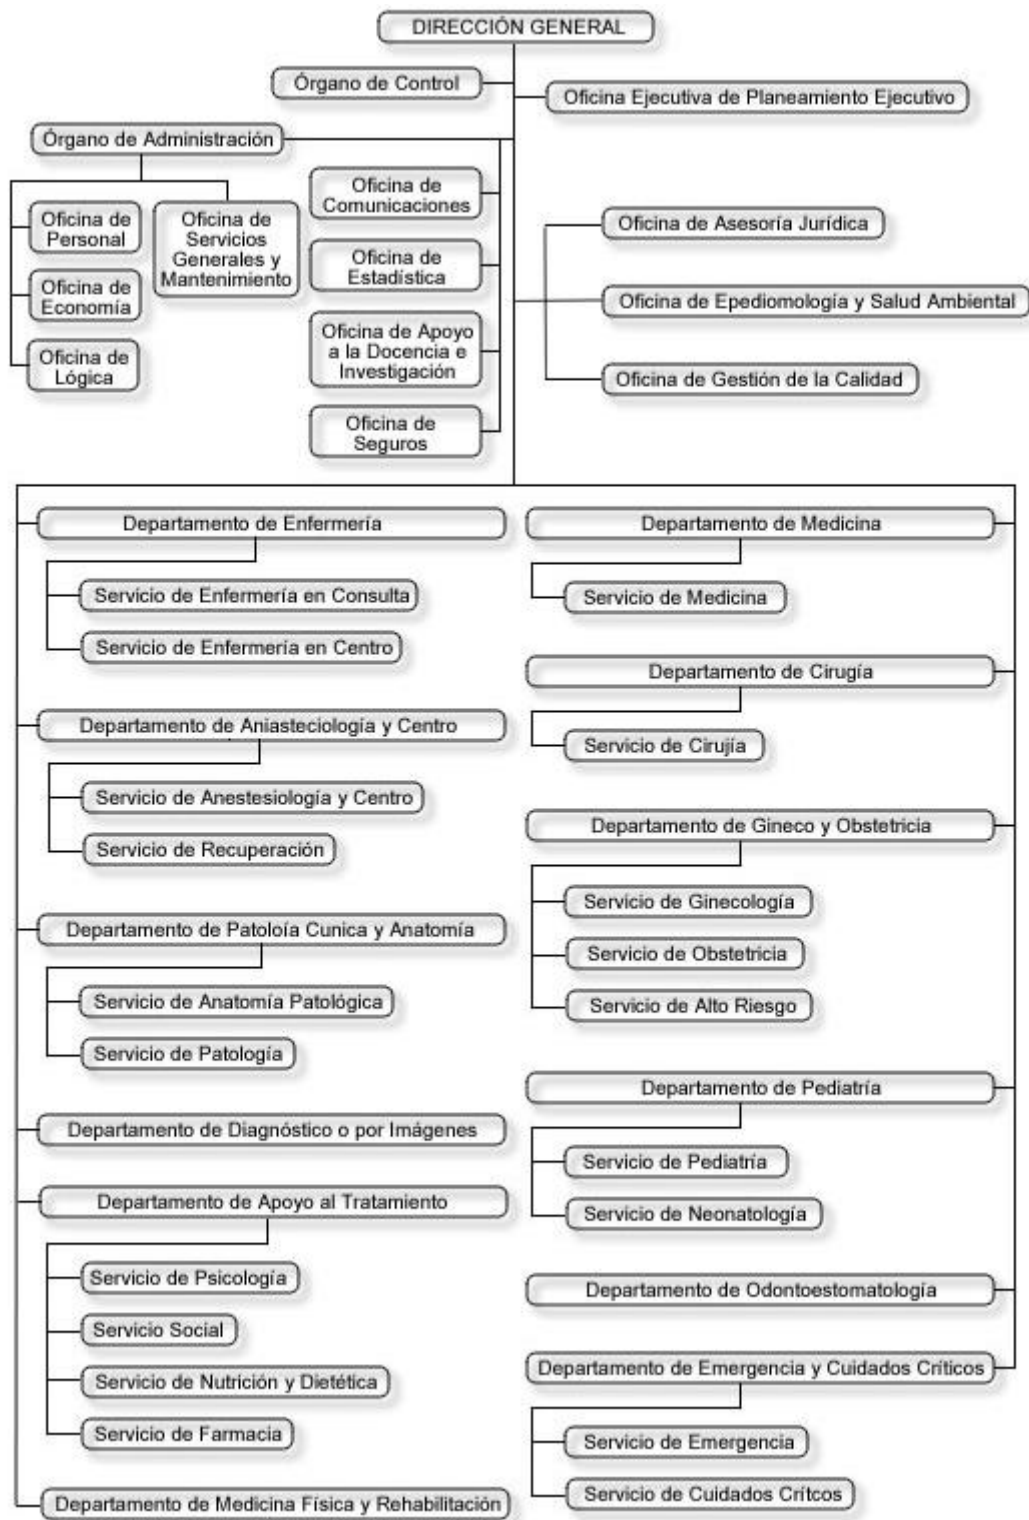 DIRECCIÓN GENERAL
Órgano de Control
Oficina Ejecutiva de Planeamiento Ejecutivo
Órgano de Administración
Oficina de
Personal
Oficina de
Economía
Oficina de
Lógica
Oficina de
Servicios
Generales y
Mantenimiento
Oficina de
Comunicaciones
Oficina de
Estadística
Oficina de Apoyo
a la Docencia e
Investigación
Oficina de
Seguros
Oficina de Asesoría Jurídica
Oficina de Epediomología y Salud Ambiental
Oficina de Gestión de la Calidad
Departamento de Enfermería
Servicio de Enfermería en Consulta
Servicio de Enfermería en Centro
Departamento de Aniasteciología y Centro
Servicio de Anestesiología y Centro
Servicio de Recuperación
Departamento de Patoloía Cunica y Anatomía
Servicio de Anatomía Patológica
Servicio de Patología
Departamento de Diagnóstico o por Imágenes
Departamento de Apoyo al Tratamiento
Servicio de Psicología
Servicio Social
Servicio de Nutrición y Dietética
Servicio de Farmacia
Departamento de Medicina Física y Rehabilitación
Departamento de Medicina
Servicio de Medicina
Departamento de Cirugía
Servicio de Cirujía
Departamento de Gineco y Obstetricia
Servicio de Ginecología
Servicio de Obstetricia
Servicio de Alto Riesgo
Departamento de Pediatría
Servicio de Pediatría
Servicio de Neonatología
Departamento de Odontoestomatología
Departamento de Emergencia y Cuidados Críticos
Servicio de Emergencia
Servicio de Cuidados Crítcos